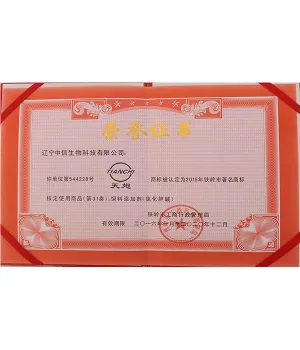 荣誉证书
辽宁中信生物科技有限公司:
你单位第544228号 TIANCHI 天池 商标被认定为2015年铁岭市著名商标
核定使用商品(第31类):饲料添加剂(氯化胆碱)
铁岭市工商行政管理局
有效期限 二〇一六年一月 二〇二〇年十二月